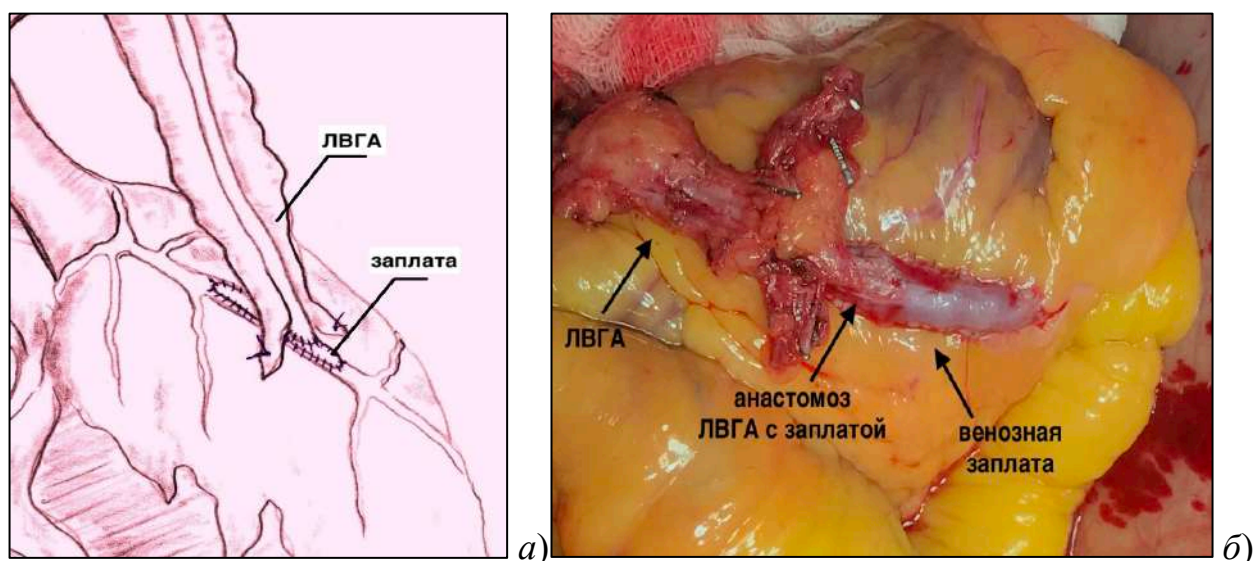 ЛВГА
заплата
а)
ЛВГА
анастомоз
ЛВГА с заплатой
венозная
заплата
б)